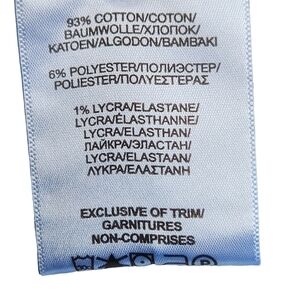 93% COTTON/COTON/
BAUMWOLLE/ХЛОПОК/
KATOEN/ALGODON/BAMBAKI
6% POLYESTER/ПОЛИЭСТЕР/
POLIESTER/ΠΟΛΥΕΣΤΕΡΑΣ
1% LYCRA/ELASTANE/
LYCRA/ÉLASTHANNE/
LYCRA/ELASTHAN/
ЛАЙКРА/ЭЛАСТАН/
LYCRA/ELASTAAN/
ΛΥΚΡΑ/ΕΛΑΣΤΑΝΗ
EXCLUSIVE OF TRIM/
GARNITURES
NON-COMPRISES